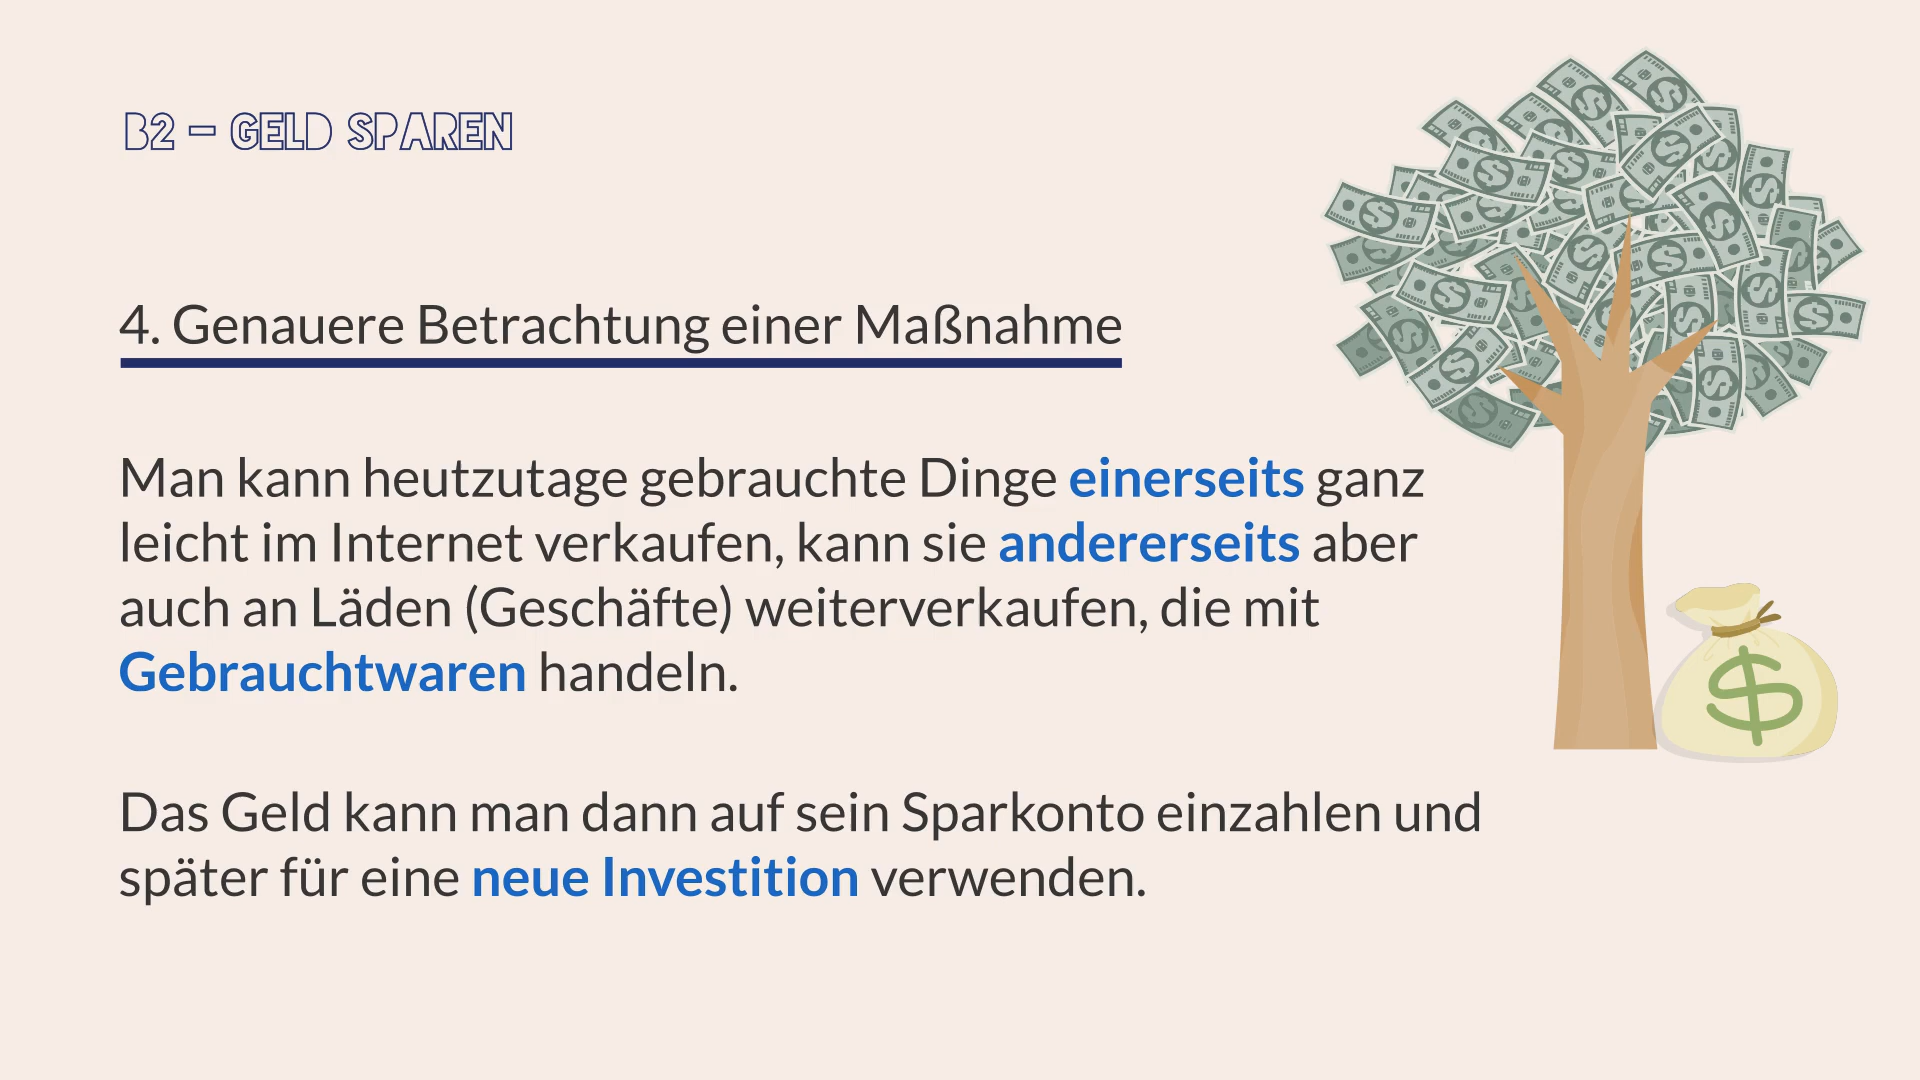 B2 – GELD SPAREN
4. Genauere Betrachtung einer Maßnahme
Man kann heutzutage gebrauchte Dinge einerseits ganz
leicht im Internet verkaufen, kann sie andererseits aber
auch an Läden (Geschäfte) weiterverkaufen, die mit
Gebrauchtwaren handeln.
Das Geld kann man dann auf sein Sparkonto einzahlen und
später für eine neue Investition verwenden.